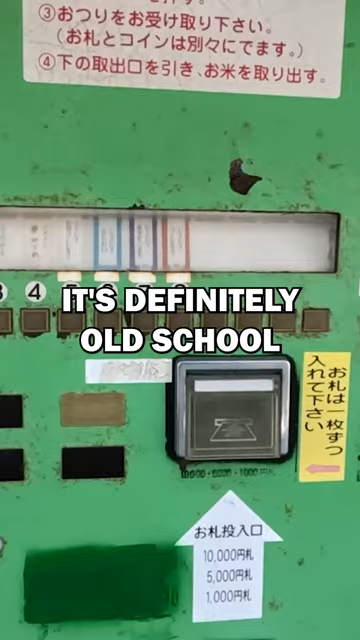 ③おつりをお受け取り下さい。
（お札とコインは別々にでます。）
④下の取出口を引き、お米を取り出す。
4
IT'S DEFINITELY
OLD SCHOOL
お札は一枚ずつ
入れて下さい
お札投入口
10,000円札
5,000円札
1,000円札